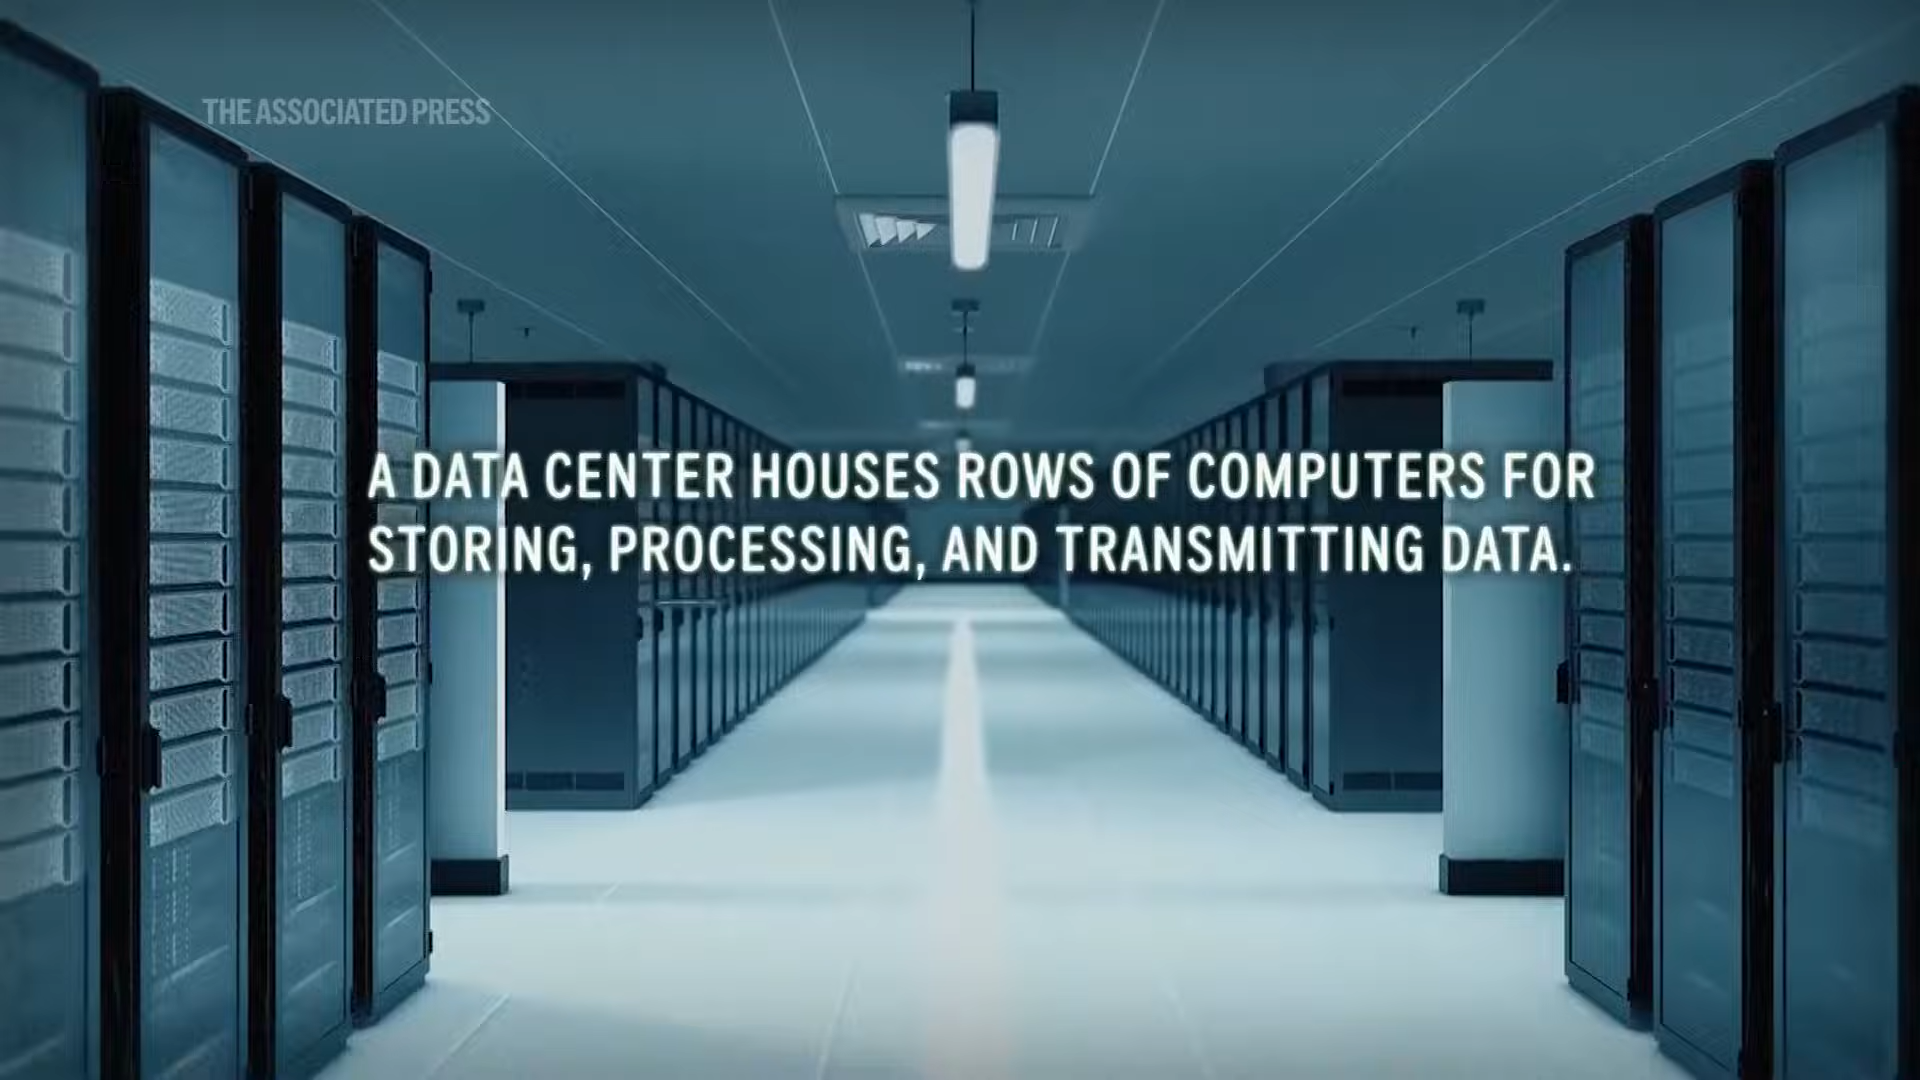 THE ASSOCIATED PRESS
A DATA CENTER HOUSES ROWS OF COMPUTERS FOR
STORING, PROCESSING, AND TRANSMITTING DATA.